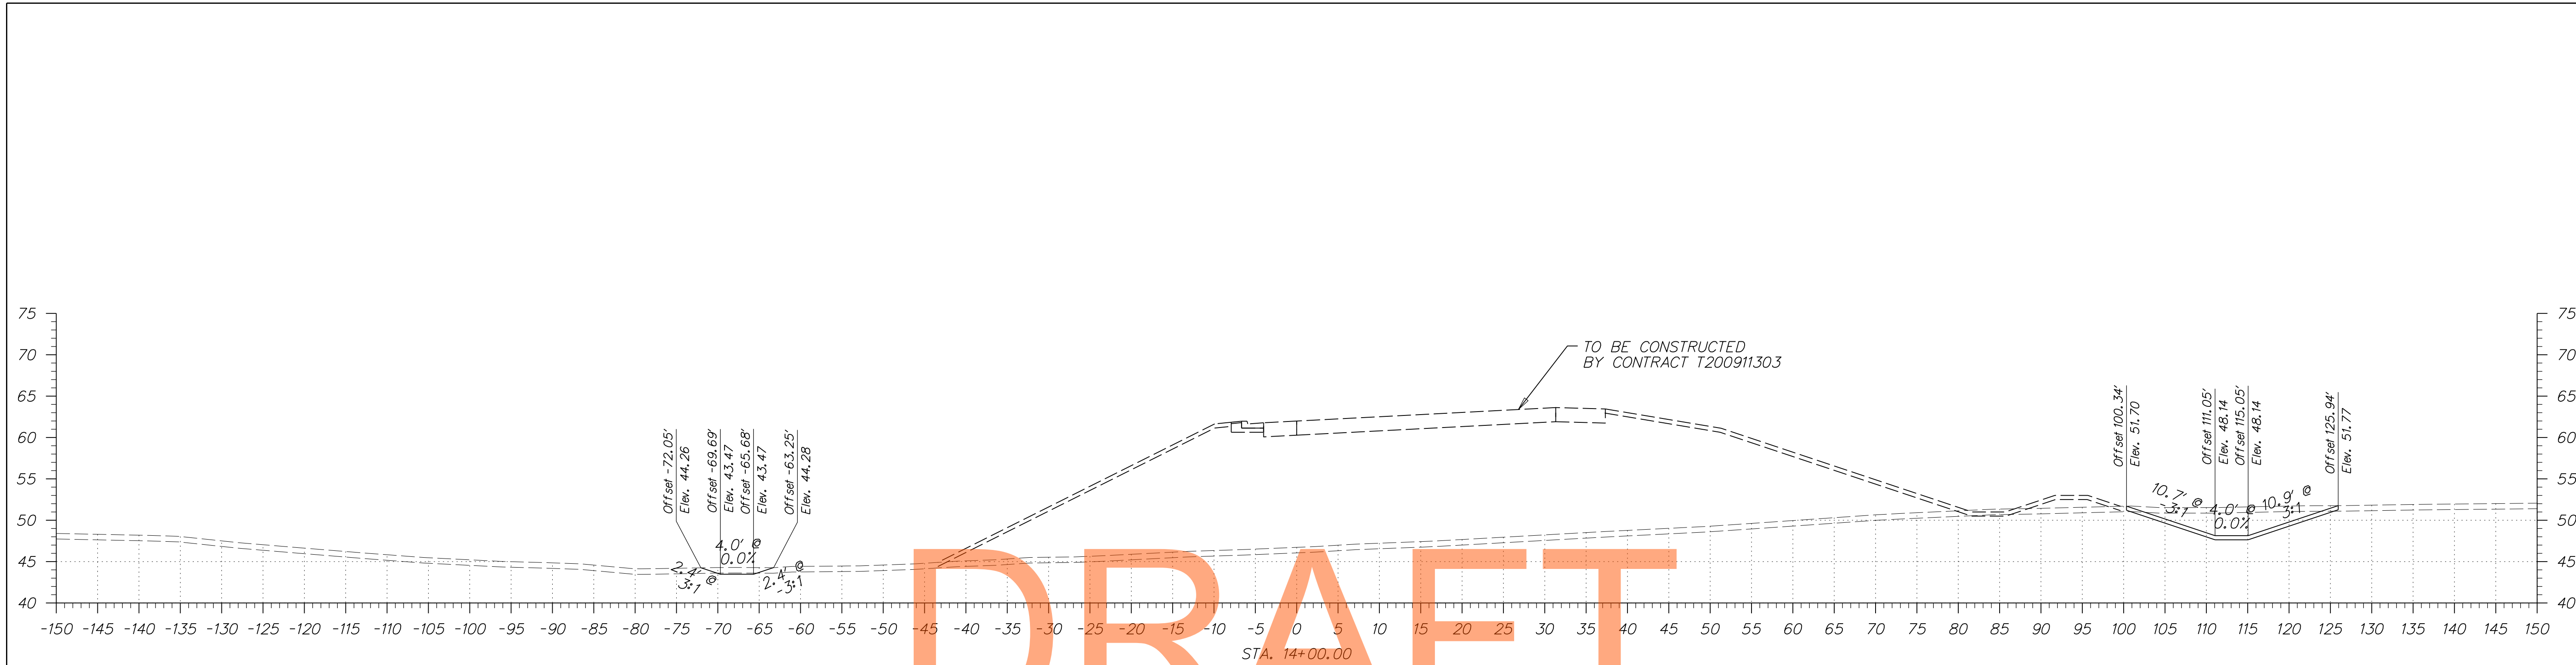 TO BE CONSTRUCTED
BY CONTRACT T200911303
Offset -72.05'
Elev. 44.26
Offset -69.69'
Elev. 43.47
Offset -65.68'
Elev. 43.47
Offset -63.25'
Elev. 44.28
Offset 100.34'
Elev. 51.70
Offset 111.05'
Elev. 48.14
Offset 115.05'
Elev. 48.14
Offset 125.94'
Elev. 51.77
2.4'
3:1 @
4.0' @
0.0%
2.4' @
-3:1
10.7' @
-3:1
4.0' @
0.0%
10.9' @
3:1
75 75
70 70
65 65
60 60
55 55
50 50
45 45
40 40
-150 -145 -140 -135 -130 -125 -120 -115 -110 -105 -100 -95 -90 -85 -80 -75 -70 -65 -60 -55 -50 -45 -40 -35 -30 -25 -20 -15 -10 -5 0 5 10 15 20 25 30 35 40 45 50 55 60 65 70 75 80 85 90 95 100 105 110 115 120 125 130 135 140 145 150
STA. 14+00.00
DRAFT